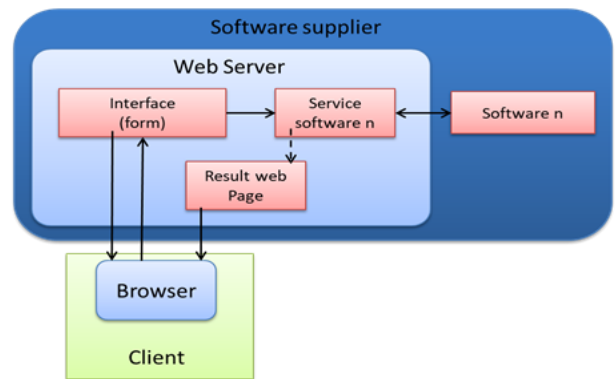 Software supplier
Web Server
Interface
(form)
Service
software n
Software n
Result web
Page
Browser
Client